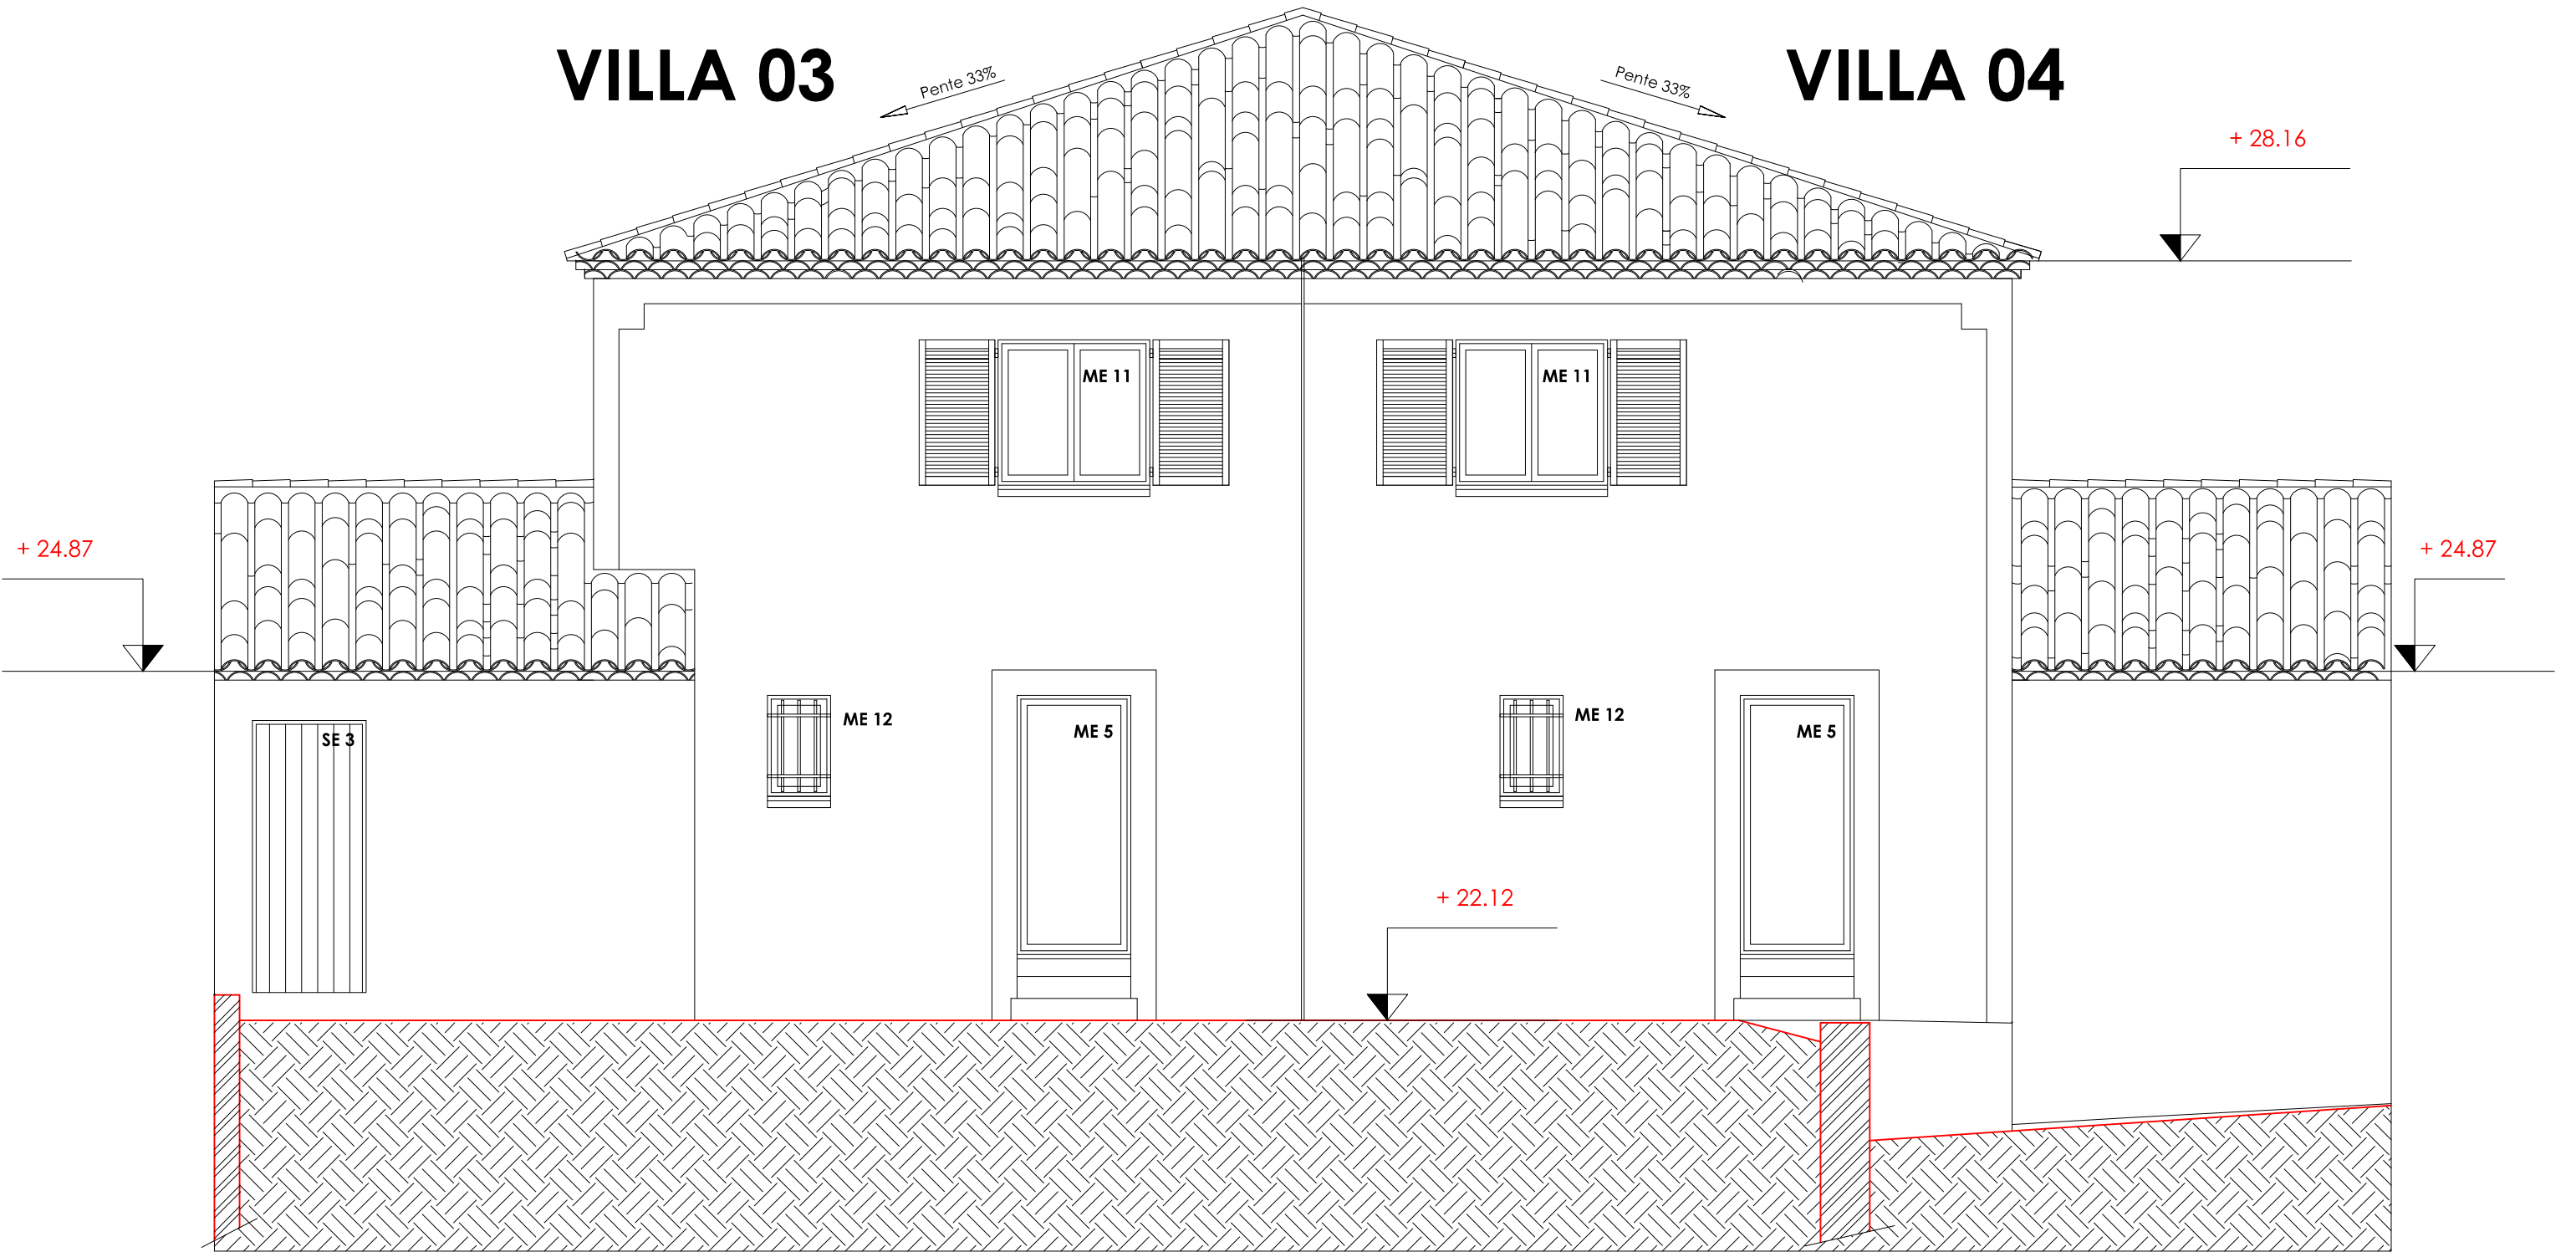 VILLA 03
VILLA 04
Pente 33%
Pente 33%
+ 28.16
ME 11
ME 11
+ 24.87
+ 24.87
ME 12
ME 12
SE 3
ME 5
ME 5
+ 22.12